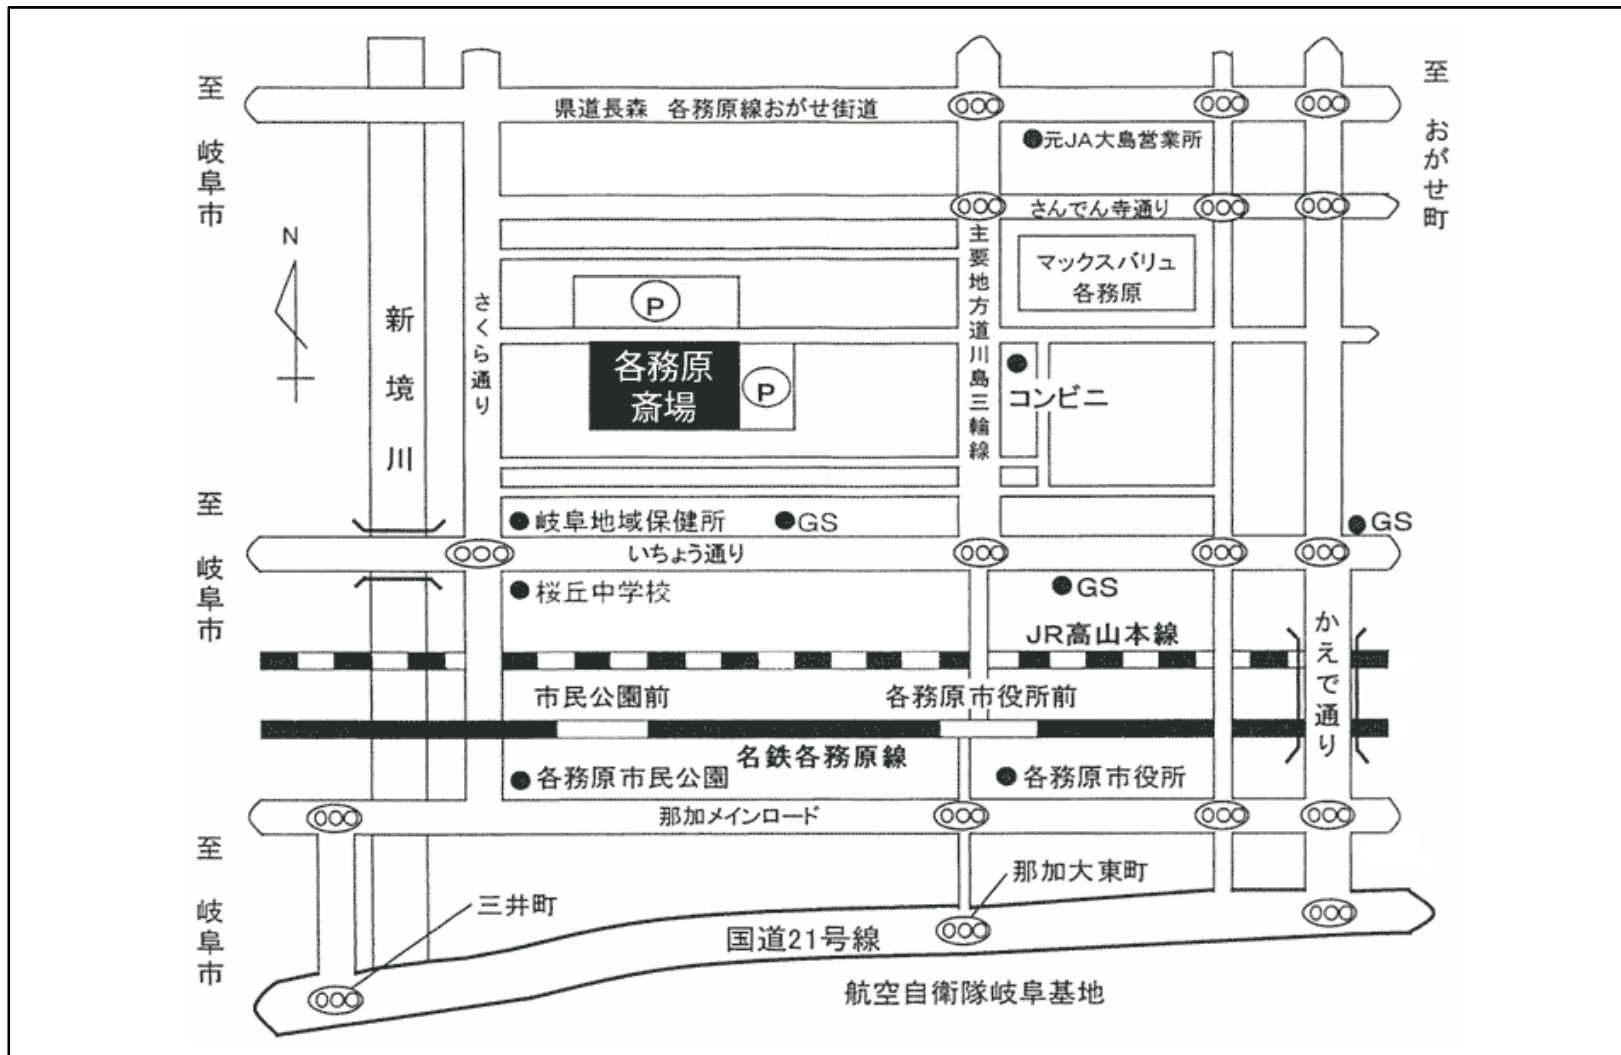 至 岐阜市
県道長森 各務原線おがせ街道
至 おがせ町
元JA大島営業所
さんでん寺通り
N
主要地方道川島三輪線
マックスバリュ
各務原
P
新境川
さくら通り
各務原
斎場
P
コンビニ
至 岐阜市
岐阜地域保健所
GS
GS
いちょう通り
桜丘中学校
GS
JR高山本線
かえで通り
市民公園前
各務原市役所前
名鉄各務原線
各務原市民公園
各務原市役所
那加メインロード
至 岐阜市
那加大東町
三井町
国道21号線
航空自衛隊岐阜基地